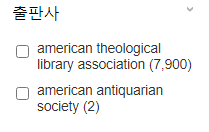 출판사
american theological
library association (7,900)
american antiquarian
society (2)